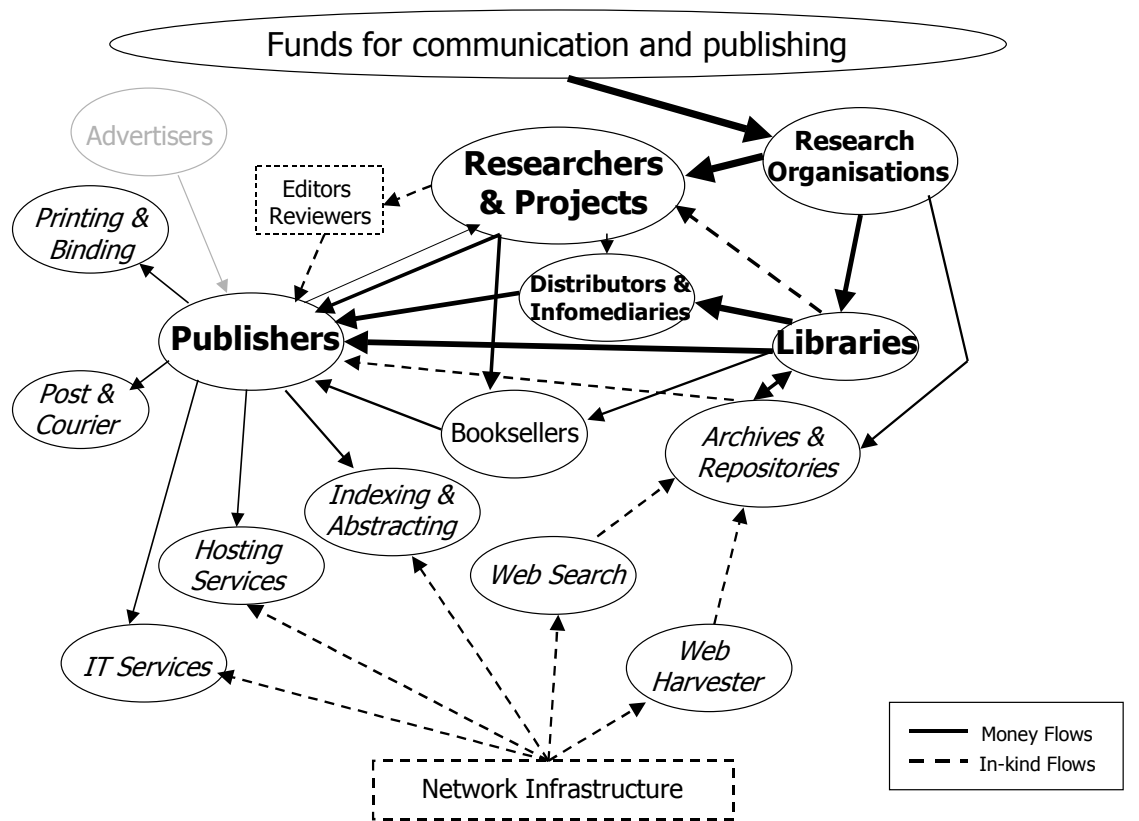 Funds for communication and publishing
Advertisers
Research
Organisations
Researchers
& Projects
Editors
Reviewers
Printing &
Binding
Distributors &
Infomediaries
Publishers
Libraries
Post &
Courier
Booksellers
Archives &
Repositories
Indexing &
Abstracting
Hosting
Services
Web Search
IT Services
Web
Harvester
Money Flows
In-kind Flows
Network Infrastructure